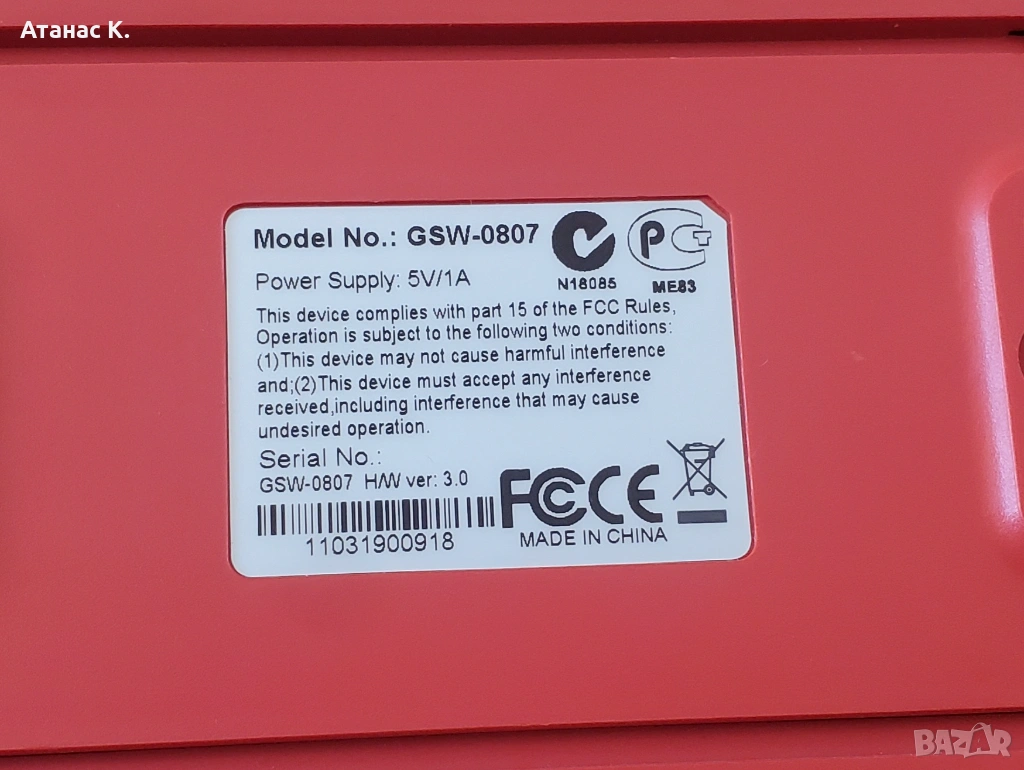 Атанас К.
Model No.: GSW-0807
N18085
ME83
Power Supply: 5V/1A
This device complies with part 15 of the FCC Rules,
Operation is subject to the following two conditions:
(1)This device may not cause harmful interference
and;(2)This device must accept any interference
received,including interference that may cause
undesired operation.
Serial No.:
GSW-0807 H/W ver: 3.0
11031900918
FCC CE
MADE IN CHINA
BAZAR